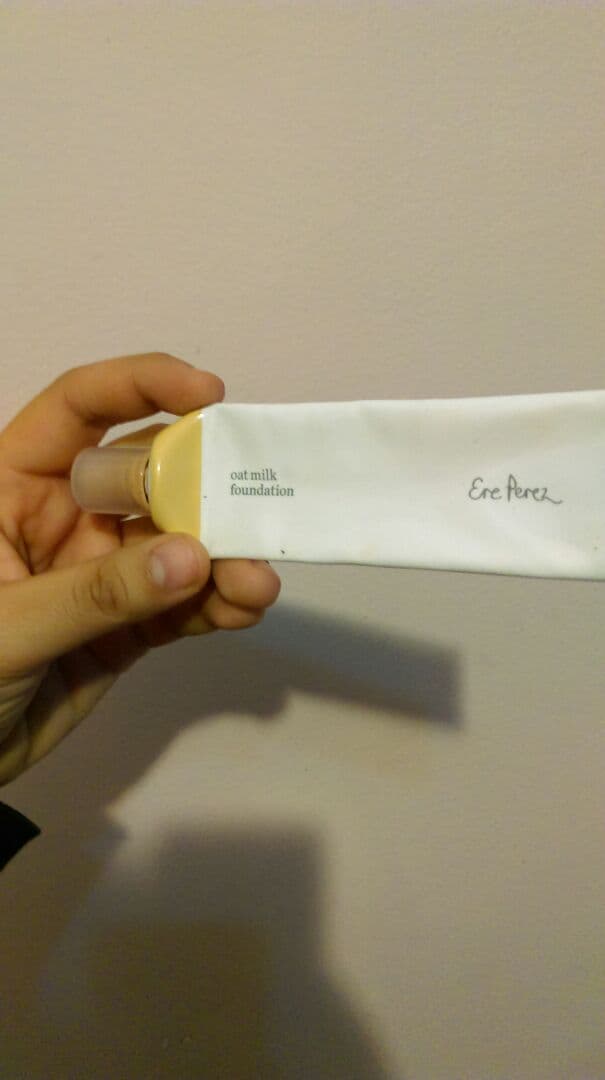 oat milk
foundation
Ere Perez